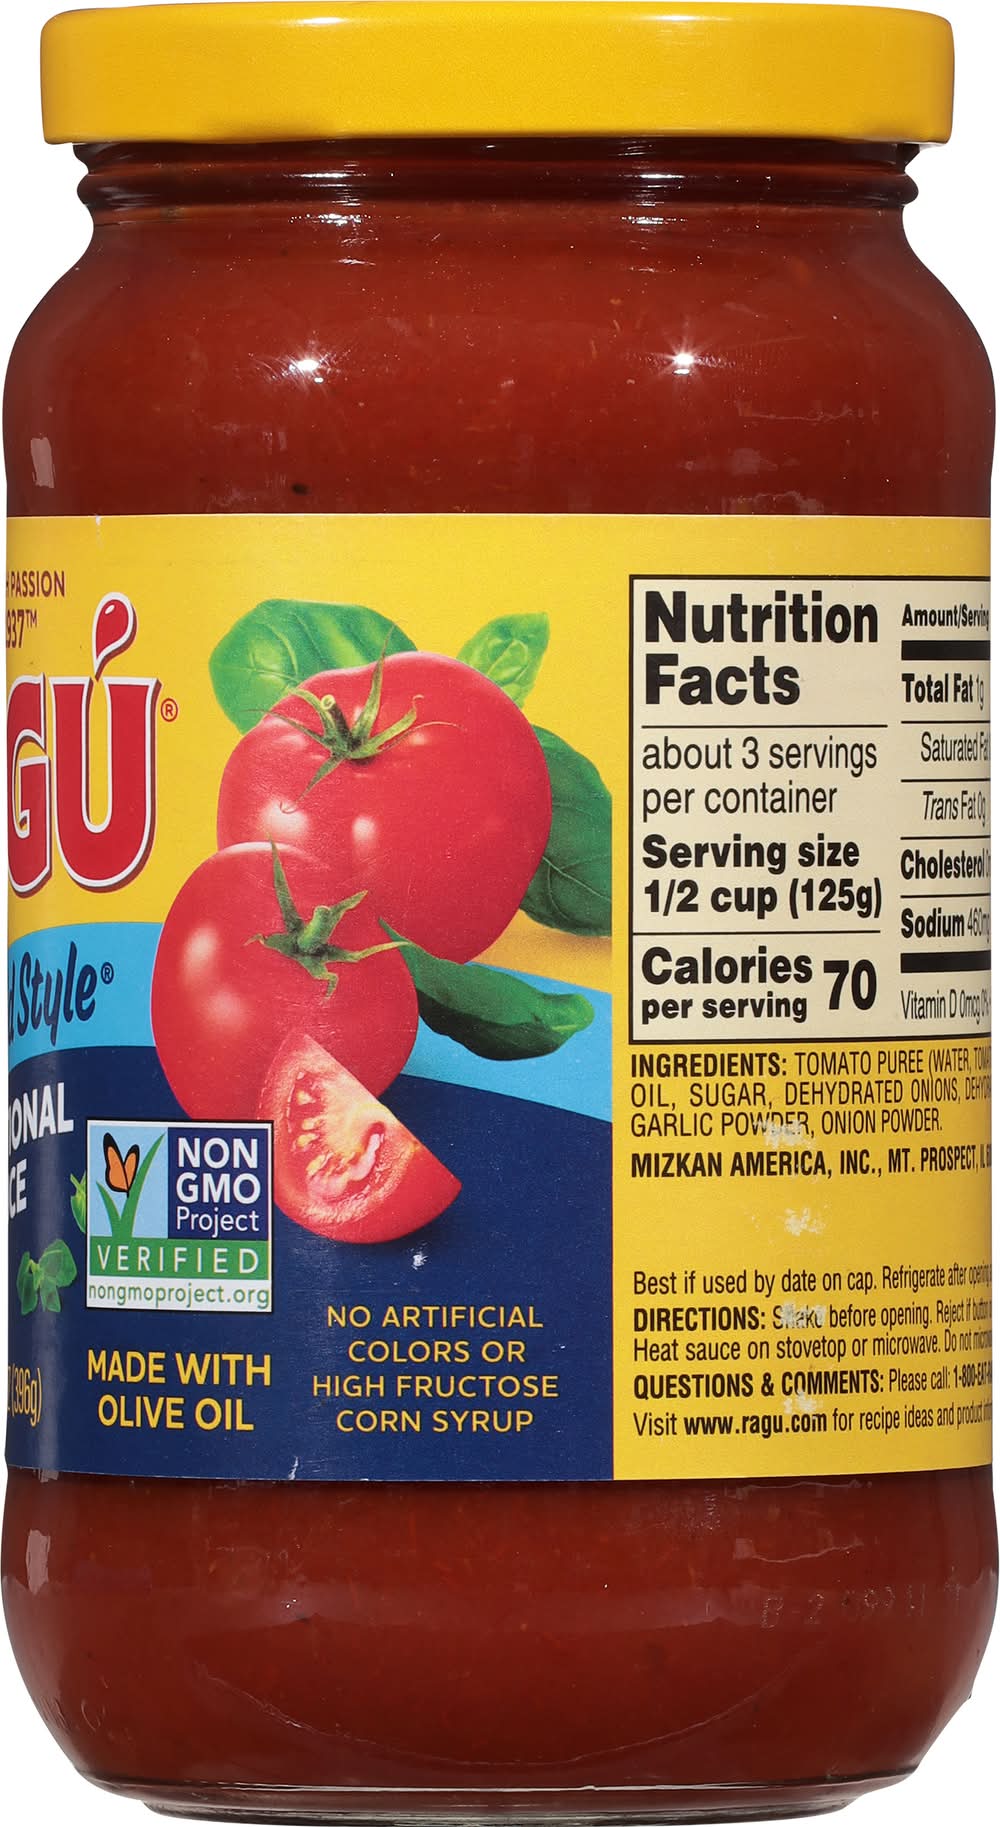 PASSION
937™
GÚ®
Style®
NON
GMO
Project
VERIFIED
nongmoproject.org
MADE WITH
OLIVE OIL
(396g)
NO ARTIFICIAL
COLORS OR
HIGH FRUCTOSE
CORN SYRUP
Nutrition
Facts
about 3 servings
per container
Serving size
1/2 cup (125g)
Calories
per serving 70
Amount/Serving
Total Fat 1g
Saturated Fat
Trans Fat 0g
Cholesterol
Sodium 460mg
Vitamin D 0mcg 0%
INGREDIENTS: TOMATO PUREE (WATER,
OIL, SUGAR, DEHYDRATED ONIONS,
GARLIC POWDER, ONION POWDER.
MIZKAN AMERICA, INC., MT. PROSPECT, IL
Best if used by date on cap. Refrigerate after opening
DIRECTIONS: Shake before opening. Reject if button
Heat sauce on stovetop or microwave. Do not
QUESTIONS & COMMENTS: Please call:
Visit www.ragu.com for recipe ideas and product